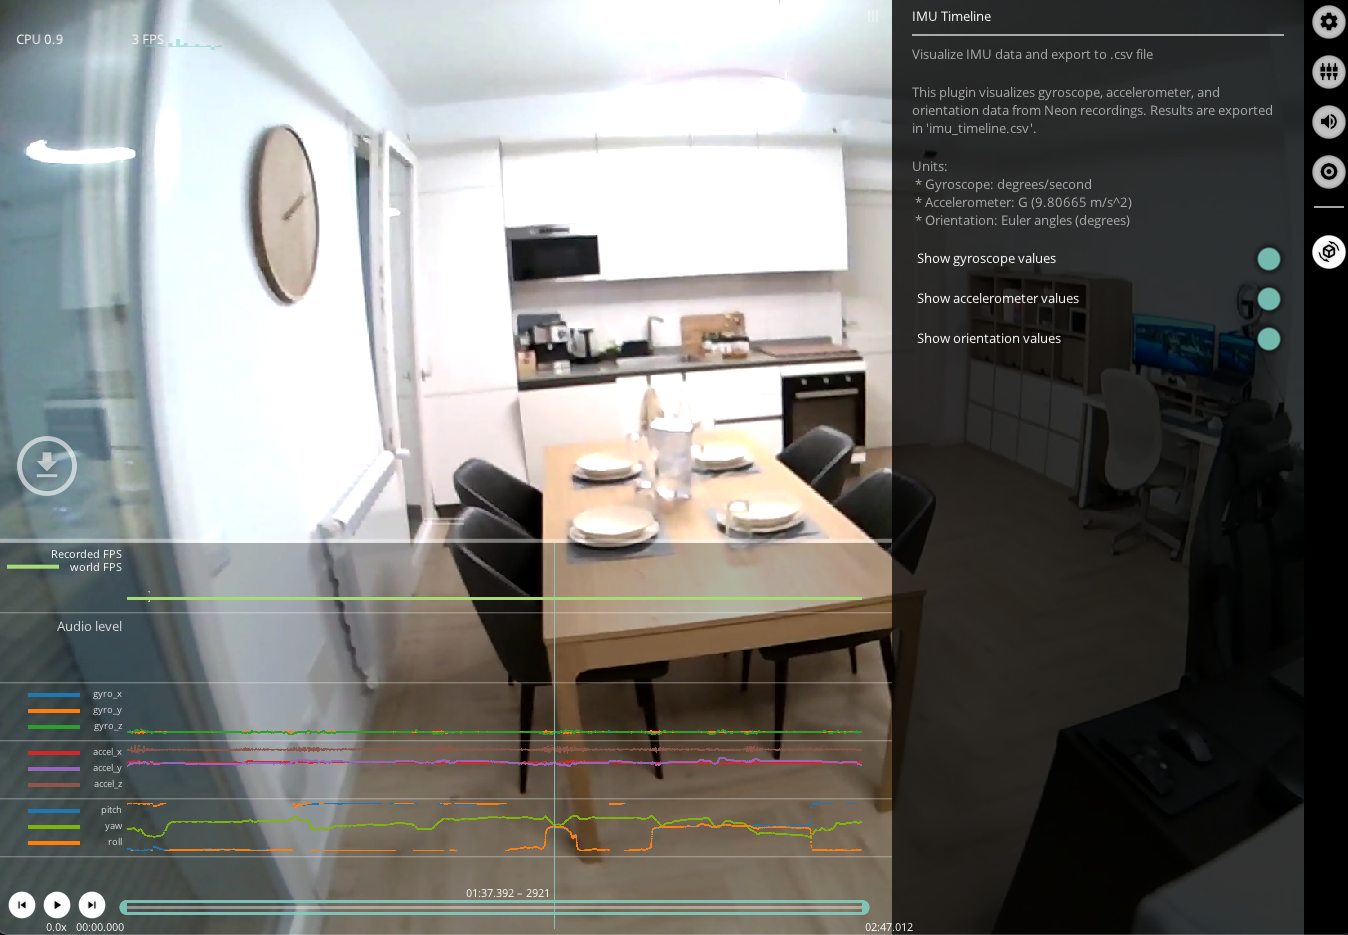 CPU 0.9
3 FPS
IMU Timeline
Visualize IMU data and export to .csv file
This plugin visualizes gyroscope, accelerometer, and
orientation data from Neon recordings. Results are exported
in 'imu_timeline.csv'.
Units:
* Gyroscope: degrees/second
* Accelerometer: G (9.80665 m/s^2)
* Orientation: Euler angles (degrees)
Show gyroscope values
Show accelerometer values
Show orientation values
Recorded FPS
world FPS
Audio level
gyro_x
gyro_y
gyro_z
accel_x
accel_y
accel_z
pitch
yaw
roll
01:37.392 – 2921
0.0x 00:00.000
02:47.012